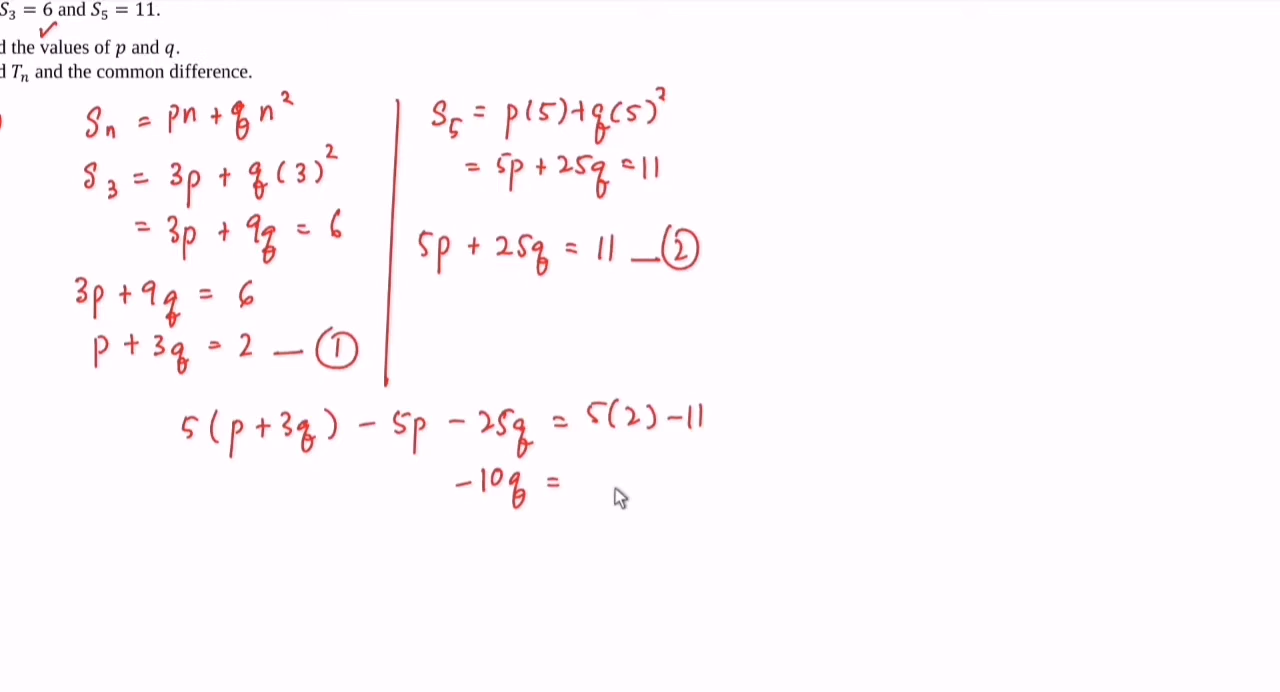 S₃ = 6 and S₅ = 11.
the values of p and q.
Tₙ and the common difference.
Sₙ = pn + qn²
S₃ = 3p + q(3)²
= 3p + 9q = 6
3p + 9q = 6
p + 3q = 2 — ①
S₅ = p(5) + q(5)²
= 5p + 25q = 11
5p + 25q = 11 — ②
5(p + 3q) - 5p - 25q = 5(2) - 11
-10q =